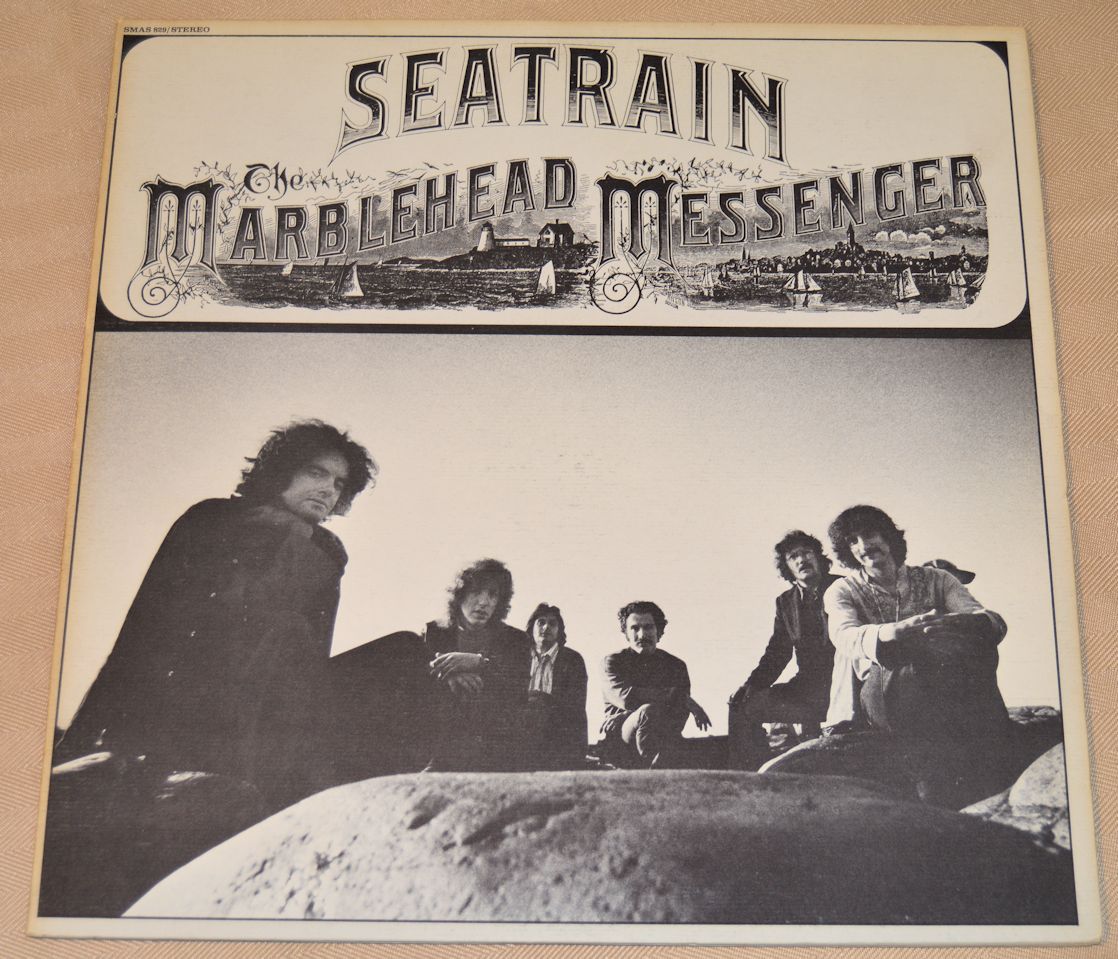 SMAS 829/STEREO
SEATRAIN
The MARBLEHEAD MESSENGER